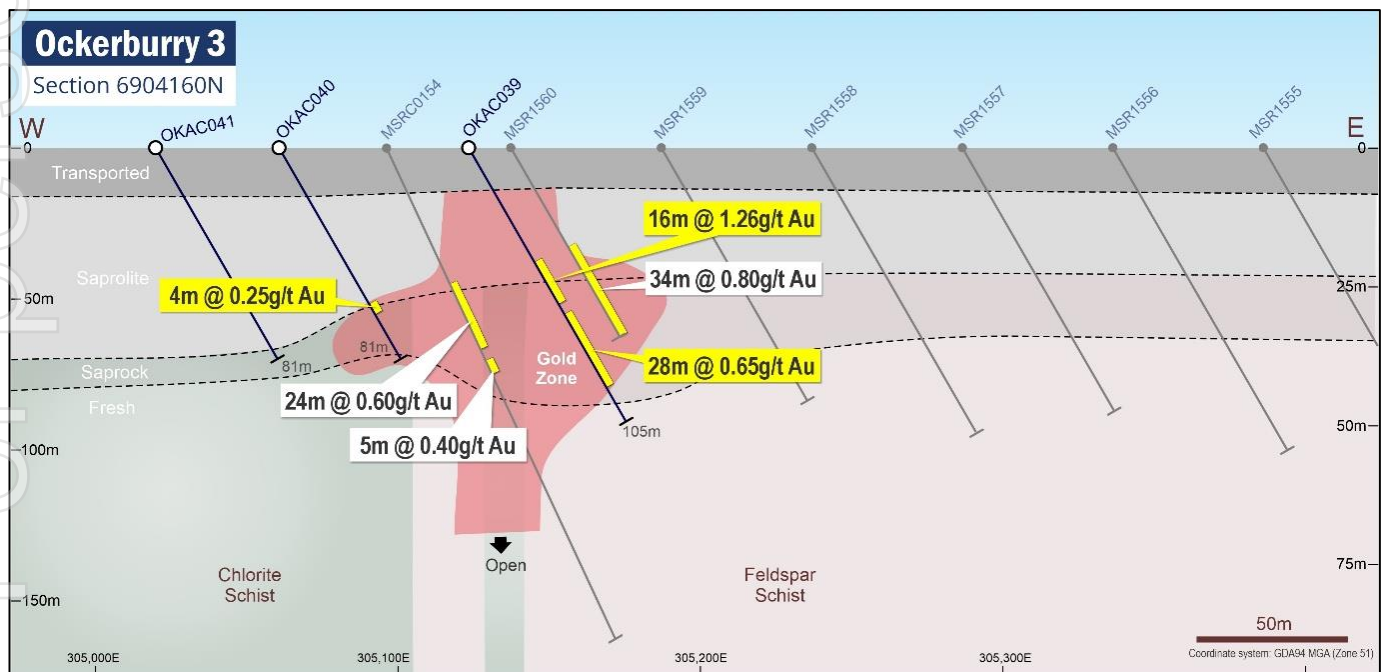 Ockerburry 3
Section 6904160N
W
E
OKAC041
OKAC040
MSRC0154
OKAC039
MSR1560
MSR1559
MSR1558
MSR1557
MSR1556
MSR1555
0
0
Transported
Saprolite
50m
25m
16m @ 1.26g/t Au
34m @ 0.80g/t Au
4m @ 0.25g/t Au
81m
81m
Saprock
Fresh
Gold
Zone
28m @ 0.65g/t Au
24m @ 0.60g/t Au
5m @ 0.40g/t Au
105m
100m
50m
Open
Chlorite
Schist
Feldspar
Schist
75m
150m
50m
Coordinate system: GDA94 MGA (Zone 51)
305,000E
305,100E
305,200E
305,300E